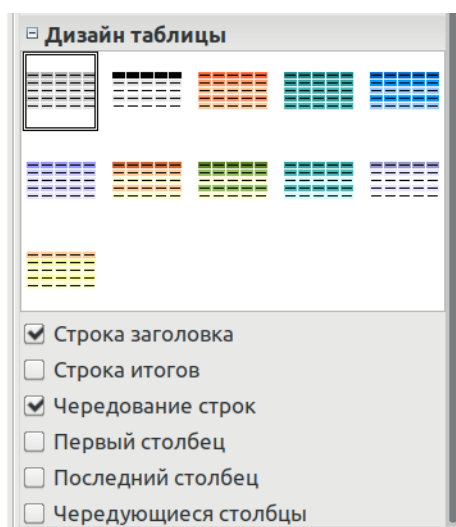 Дизайн таблицы
Строка заголовка
Строка итогов
Чередование строк
Первый столбец
Последний столбец
Чередующиеся столбцы